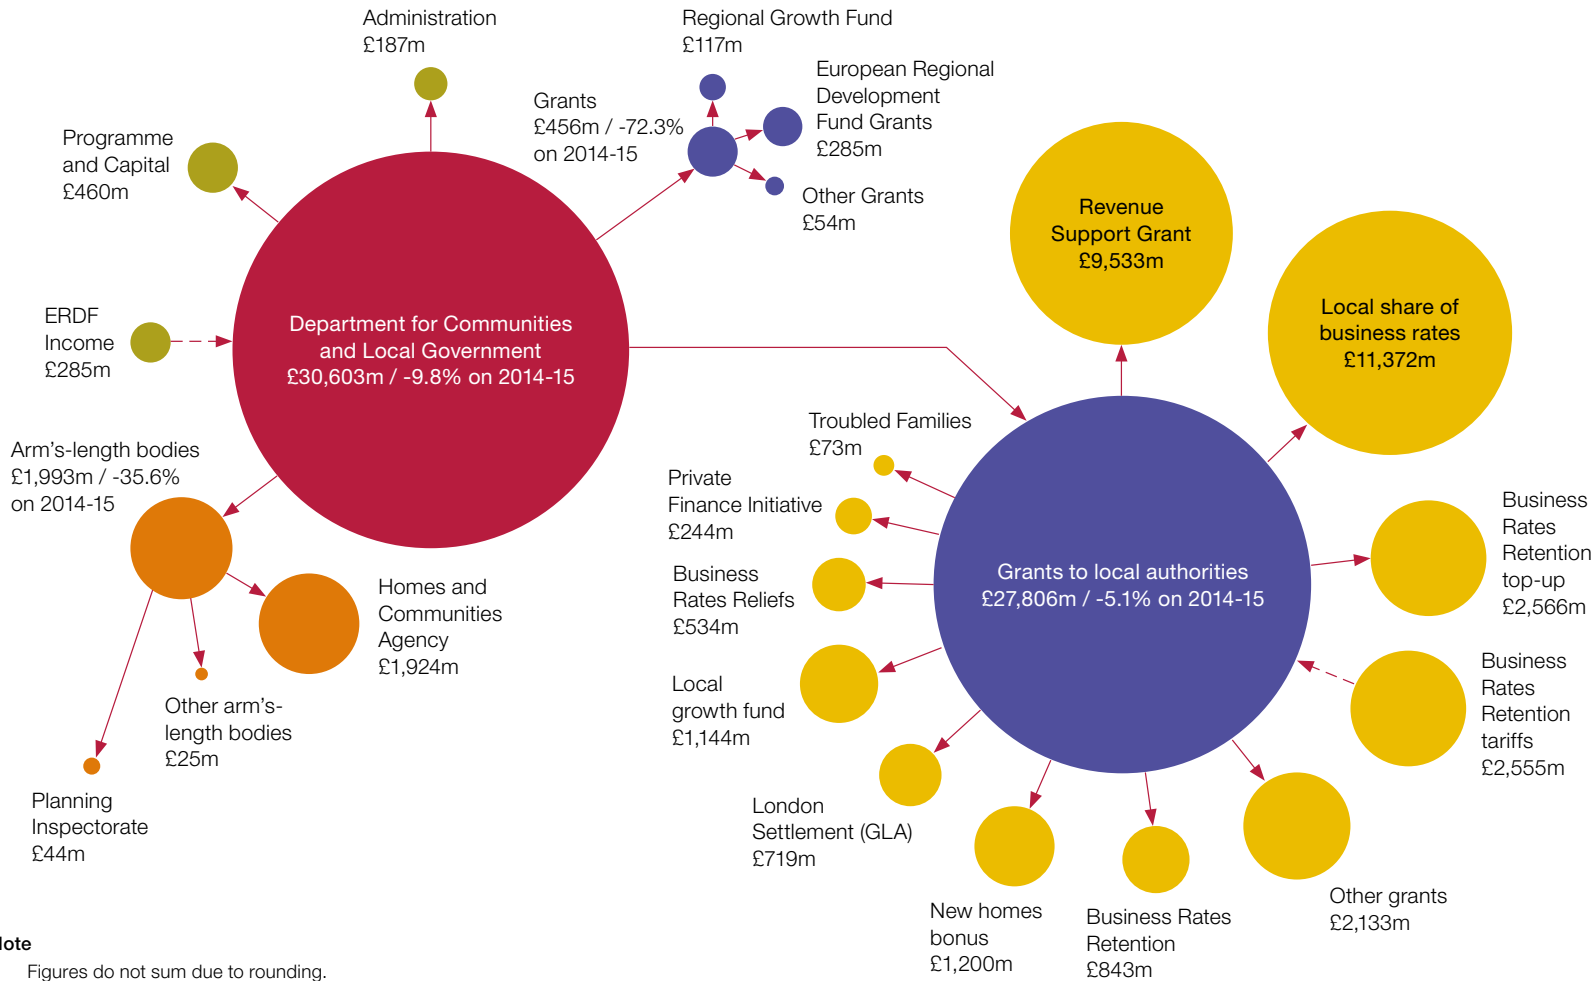 Administration
£187m
Regional Growth Fund
£117m
European Regional
Development
Fund Grants
£285m
Grants
£456m / -72.3%
on 2014-15
Other Grants
£54m
Programme
and Capital
£460m
ERDF
Income
£285m
Department for Communities
and Local Government
£30,603m / -9.8% on 2014-15
Revenue
Support Grant
£9,533m
Local share of
business rates
£11,372m
Arm's-length bodies
£1,993m / -35.6%
on 2014-15
Homes and
Communities
Agency
£1,924m
Other arm's-
length bodies
£25m
Planning
Inspectorate
£44m
Troubled Families
£73m
Private
Finance Initiative
£244m
Business
Rates Reliefs
£534m
Local
growth fund
£1,144m
London
Settlement (GLA)
£719m
Grants to local authorities
£27,806m / -5.1% on 2014-15
Business
Rates
Retention
top-up
£2,566m
Business
Rates
Retention
tariffs
£2,555m
Other grants
£2,133m
New homes
bonus
£1,200m
Business Rates
Retention
£843m
lote
Figures do not sum due to rounding.